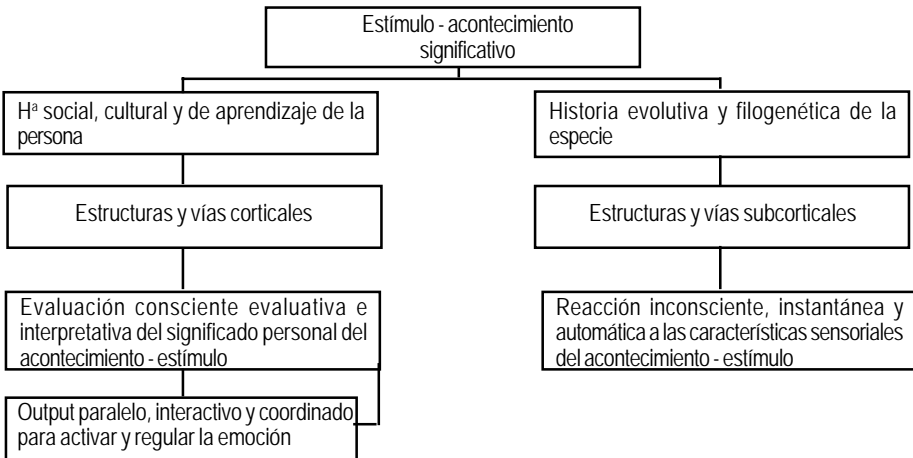 Estímulo - acontecimiento
significativo
Hª social, cultural y de aprendizaje de la
persona
Historia evolutiva y filogenética de la
especie
Estructuras y vías corticales
Estructuras y vías subcorticales
Evaluación consciente evaluativa e
interpretativa del significado personal del
acontecimiento - estímulo
Reacción inconsciente, instantánea y
automática a las características sensoriales
del acontecimiento - estímulo
Output paralelo, interactivo y coordinado
para activar y regular la emoción